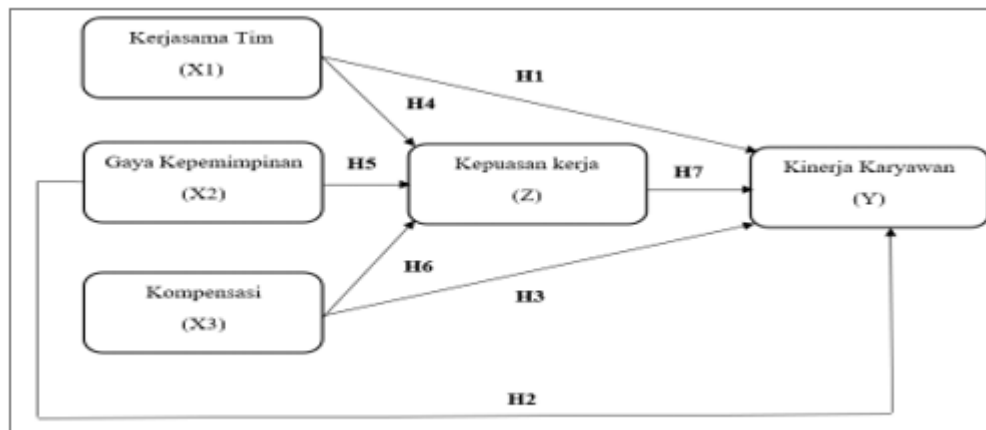 Kerjasama Tim
(X1)
H1
H4
Gaya Kepemimpinan
(X2)
H5
Kepuasan kerja
(Z)
H7
Kinerja Karyawan
(Y)
H6
Kompensasi
(X3)
H3
H2